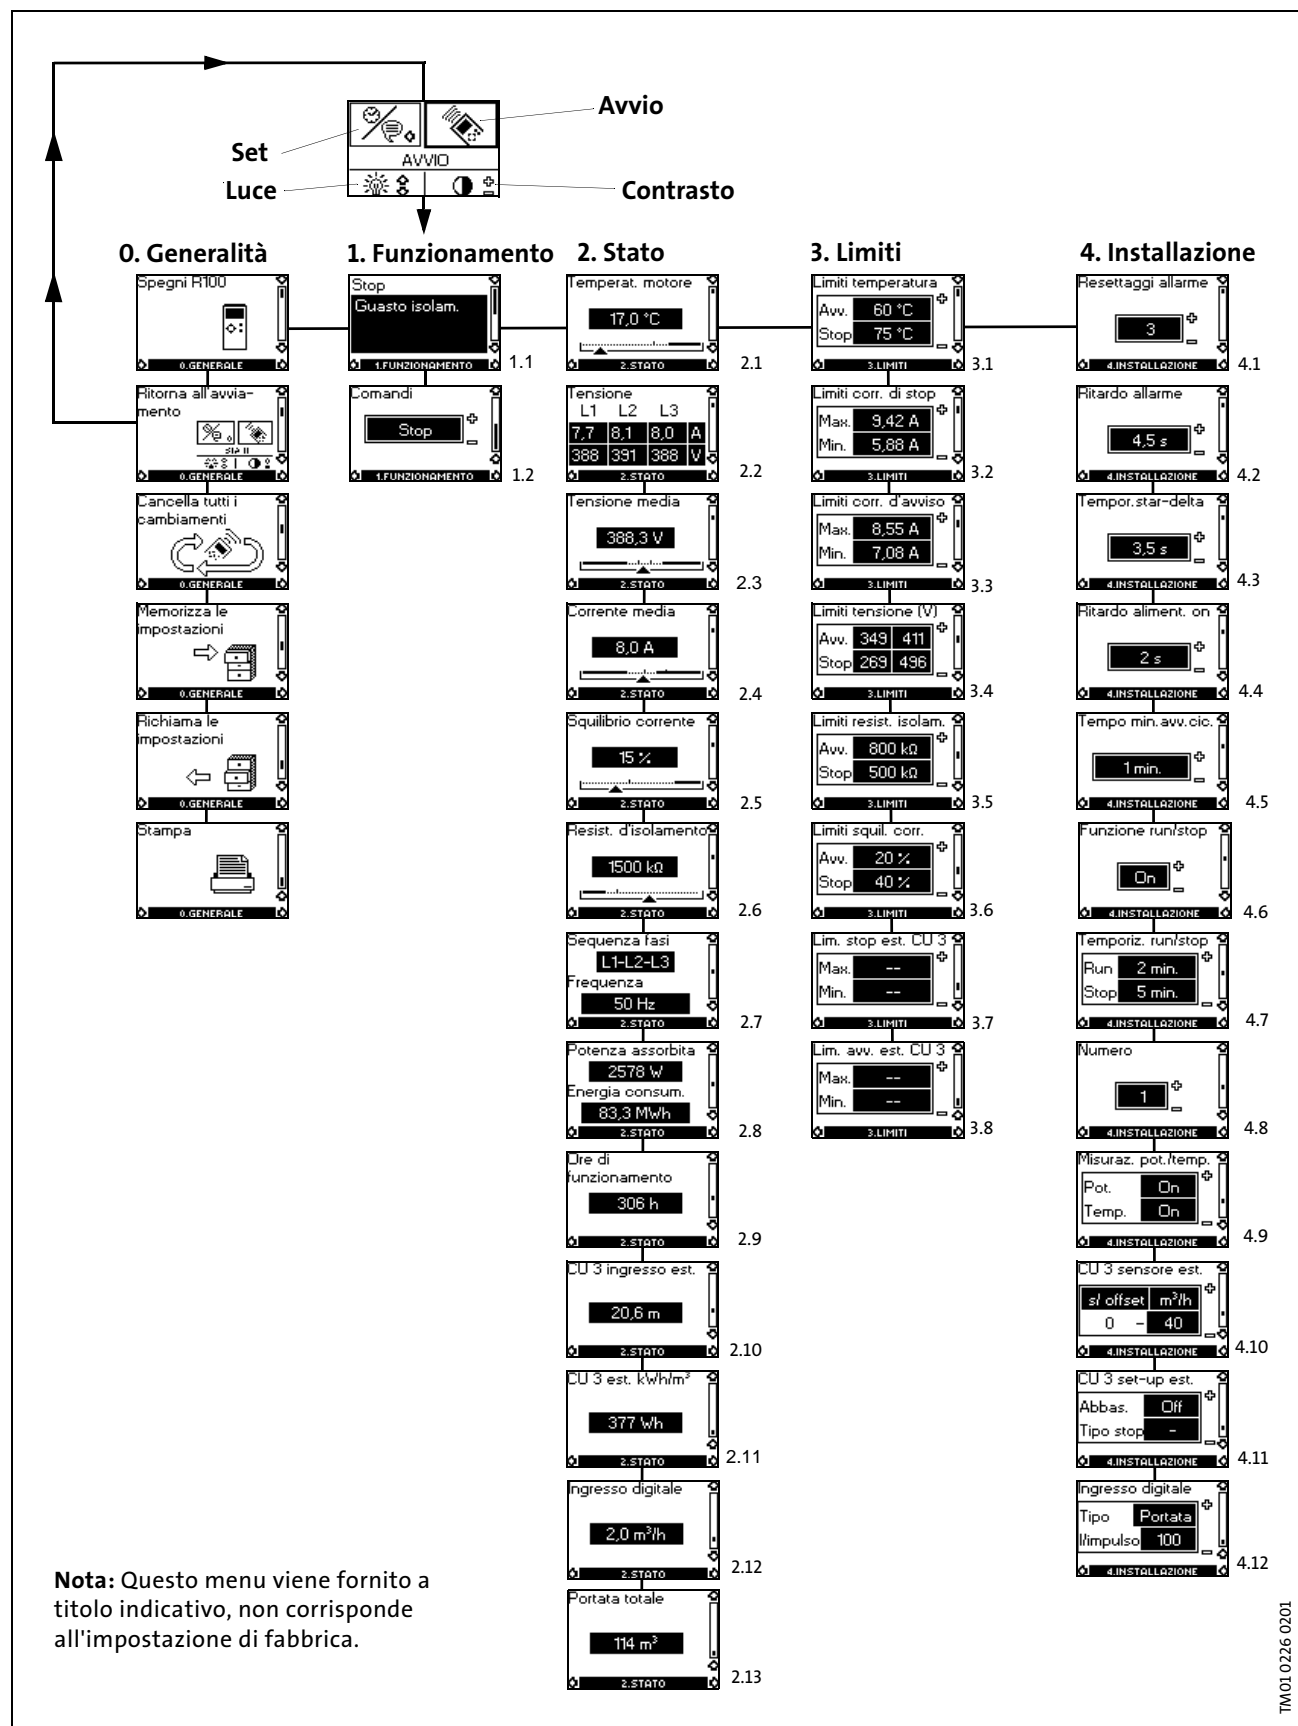 Avvio
Set
AVVIO
Luce
Contrasto
0. Generalità
Spegni R100
0.GENERALE
Ritorna all'avvia-
mento
0.GENERALE
Cancella tutti i
cambiamenti
0.GENERALE
Memorizza le
impostazioni
0.GENERALE
Richiama le
impostazioni
0.GENERALE
Stampa
0.GENERALE
1. Funzionamento
Stop
Guasto isolam.
1.FUNZIONAMENTO
1.1
Comandi
Stop
1.FUNZIONAMENTO
1.2
2. Stato
Temperat. motore
17,0 °C
2.STATO
2.1
Tensione
L1 L2 L3
7,7 8,1 8,0 A
388 391 388 V
2.STATO
2.2
Tensione media
388,3 V
2.STATO
2.3
Corrente media
8,0 A
2.STATO
2.4
Squilibrio corrente
15 %
2.STATO
2.5
Resist. d'isolamento
1500 kΩ
2.STATO
2.6
Sequenza fasi
L1-L2-L3
Frequenza
50 Hz
2.STATO
2.7
Potenza assorbita
2578 W
Energia consum.
83,3 MWh
2.STATO
2.8
Ore di
funzionamento
306 h
2.STATO
2.9
CU 3 ingresso est.
20,6 m
2.STATO
2.10
CU 3 est. kWh/m³
377 Wh
2.STATO
2.11
Ingresso digitale
2,0 m³/h
2.STATO
2.12
Portata totale
114 m³
2.STATO
2.13
3. Limiti
Limiti temperatura
Avv. 60 °C
Stop 75 °C
3.LIMITI
3.1
Limiti corr. di stop
Max. 9,42 A
Min. 5,88 A
3.LIMITI
3.2
Limiti corr. d'avviso
Max. 8,55 A
Min. 7,08 A
3.LIMITI
3.3
Limiti tensione (V)
Avv. 349 411
Stop 269 496
3.LIMITI
3.4
Limiti resist. isolam.
Avv. 800 kΩ
Stop 500 kΩ
3.LIMITI
3.5
Limiti squil. corr.
Avv. 20 %
Stop 40 %
3.LIMITI
3.6
Lim. stop est. CU 3
Max. --
Min. --
3.LIMITI
3.7
Lim. avv. est. CU 3
Max. --
Min. --
3.LIMITI
3.8
4. Installazione
Resettaggi allarme
3
4.INSTALLAZIONE
4.1
Ritardo allarme
4,5 s
4.INSTALLAZIONE
4.2
Tempor.star-delta
3,5 s
4.INSTALLAZIONE
4.3
Ritardo aliment. on
2 s
4.INSTALLAZIONE
4.4
Tempo min.avv.cic.
1 min.
4.INSTALLAZIONE
4.5
Funzione run/stop
On
4.INSTALLAZIONE
4.6
Temporiz. run/stop
Run 2 min.
Stop 5 min.
4.INSTALLAZIONE
4.7
Numero
1
4.INSTALLAZIONE
4.8
Misuraz. pot./temp.
Pot. On
Temp. On
4.INSTALLAZIONE
4.9
CU 3 sensore est.
s/ offset m³/h
0 - 40
4.INSTALLAZIONE
4.10
CU 3 set-up est.
Abbas. Off
Tipo stop -
4.INSTALLAZIONE
4.11
Ingresso digitale
Tipo Portata
l/impulso 100
4.INSTALLAZIONE
4.12
Nota: Questo menu viene fornito a
titolo indicativo, non corrisponde
all'impostazione di fabbrica.
TM01 0226 0201